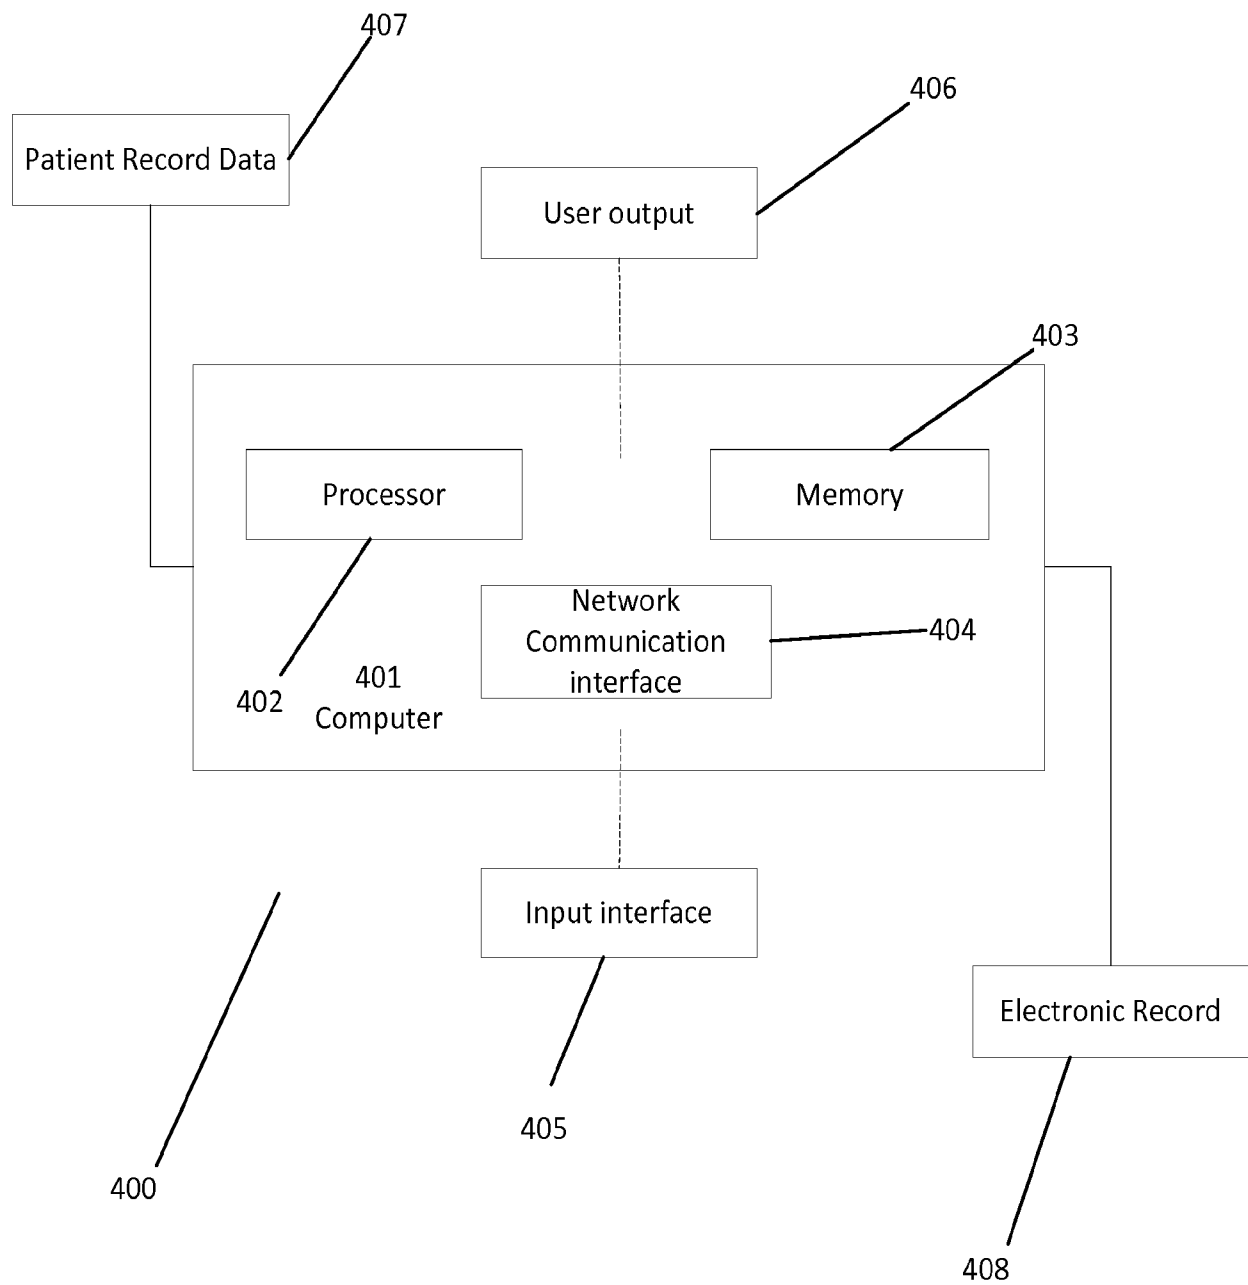 407
406
Patient Record Data
User output
403
Processor
Memory
Network
Communication
interface
404
401
Computer
402
Input interface
Electronic Record
405
400
408